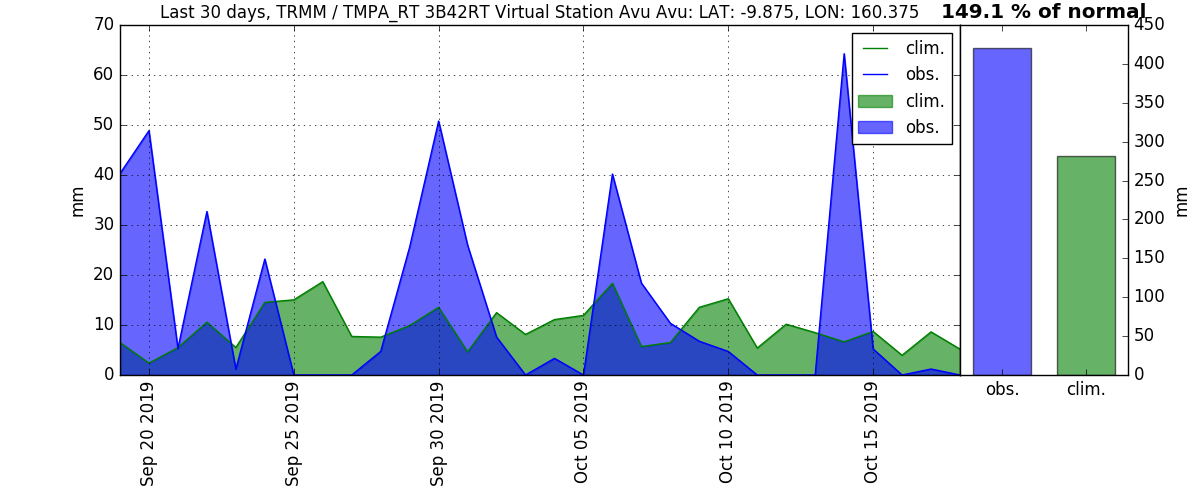 Last 30 days, TRMM / TMPA_RT 3B42RT Virtual Station Avu Avu: LAT: -9.875, LON: 160.375
149.1 % of normal
70
60
50
40
30
20
10
0
mm
clim.
obs.
clim.
obs.
Sep 20 2019
Sep 25 2019
Sep 30 2019
Oct 05 2019
Oct 10 2019
Oct 15 2019
450
400
350
300
250
200
150
100
50
0
mm
obs.
clim.